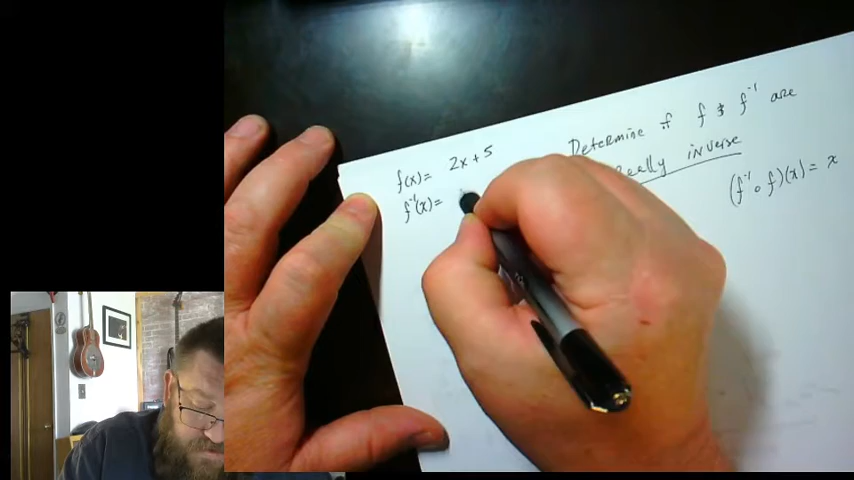 f(x) = 2x + 5
f⁻¹(x) =
Determine if f & f⁻¹ are
Really inverse
(f⁻¹ ∘ f)(x) = x